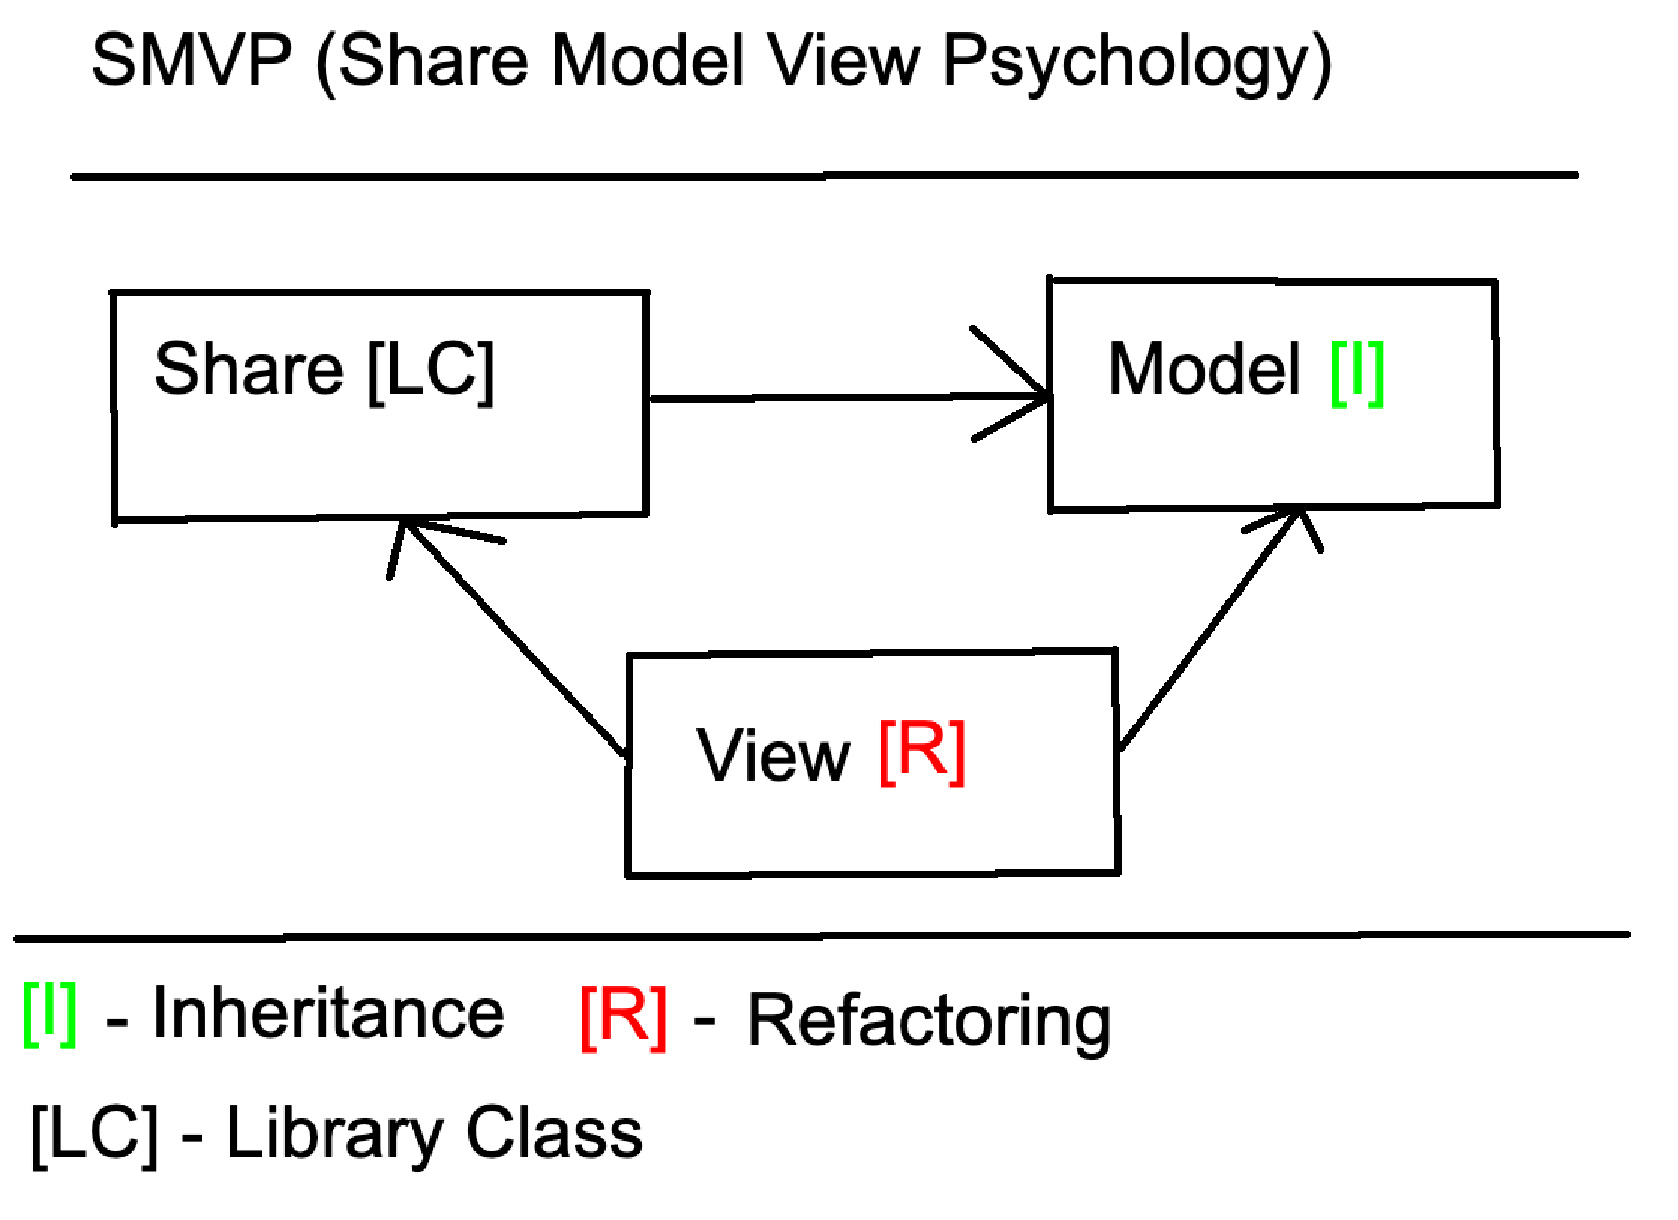 SMVP (Share Model View Psychology)
Share [LC]
Model [I]
View [R]
[I] - Inheritance [R] - Refactoring
[LC] - Library Class